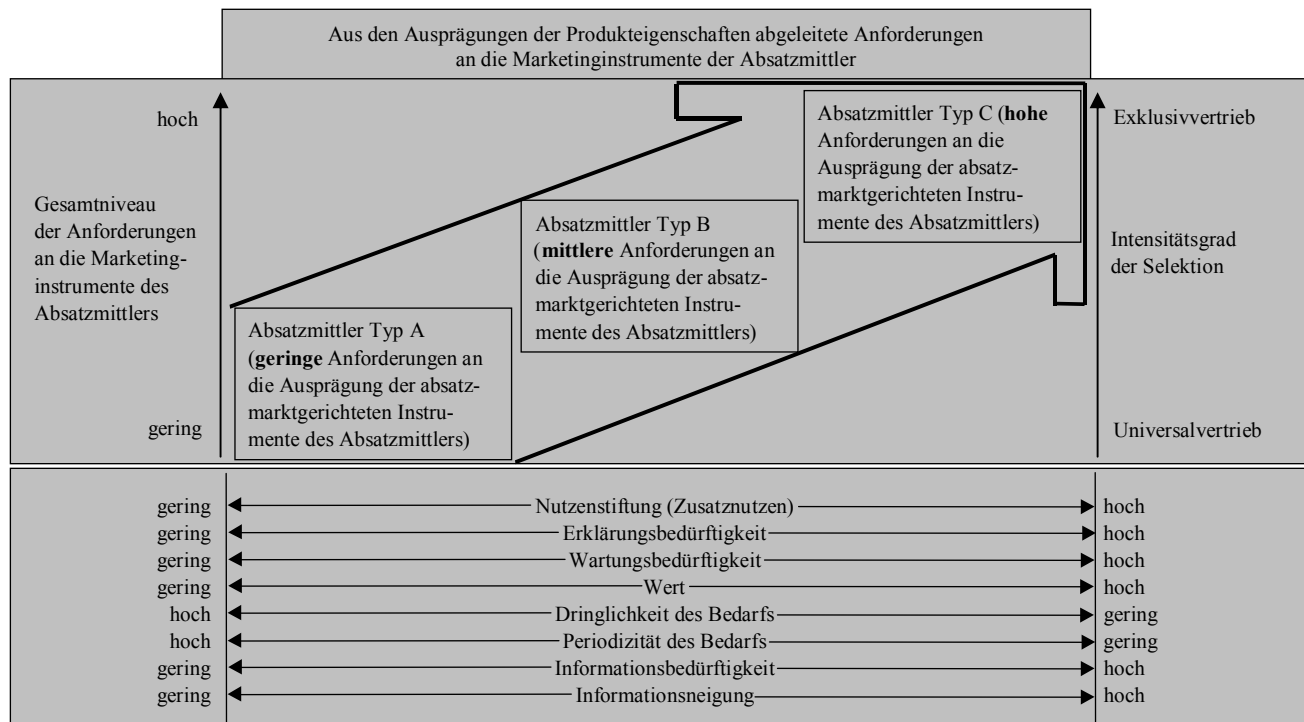 Aus den Ausprägungen der Produkteigenschaften abgeleitete Anforderungen
an die Marketinginstrumente der Absatzmittler
hoch
Gesamtniveau
der Anforderungen
an die Marketing-
instrumente des
Absatzmittlers
gering
Absatzmittler Typ A
(geringe Anforderungen an
die Ausprägung der absatz-
marktgerichteten Instru-
mente des Absatzmittlers)
Absatzmittler Typ B
(mittlere Anforderungen an
die Ausprägung der absatz-
marktgerichteten Instru-
mente des Absatzmittlers)
Absatzmittler Typ C (hohe
Anforderungen an die
Ausprägung der absatz-
marktgerichteten Instru-
mente des Absatzmittlers)
Exklusivvertrieb
Intensitätsgrad
der Selektion
Universalvertrieb
gering Nutzenstiftung (Zusatznutzen) hoch
gering Erklärungsbedürftigkeit hoch
gering Wartungsbedürftigkeit hoch
gering Wert hoch
hoch Dringlichkeit des Bedarfs gering
hoch Periodizität des Bedarfs gering
gering Informationsbedürftigkeit hoch
gering Informationsneigung hoch